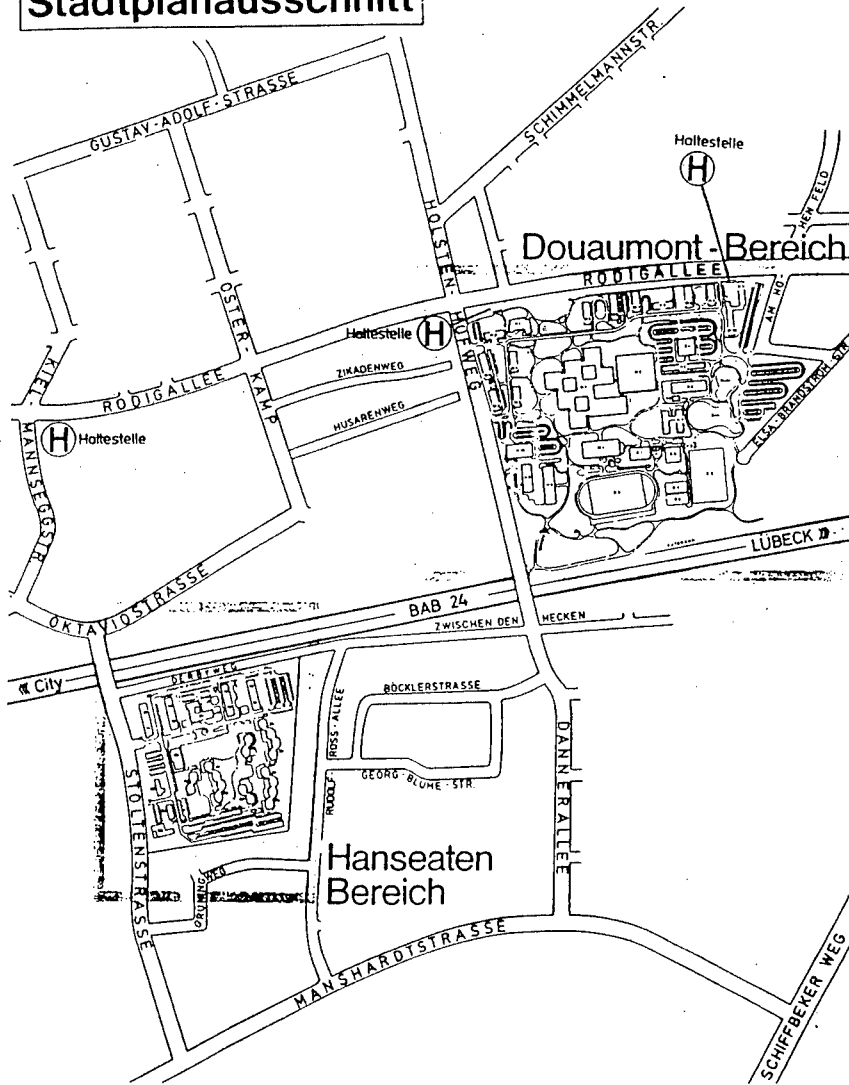 Stadtplanausschnitt
GUSTAV-ADOLF-STRASSE
SCHIMMELMANNSTR.
Haltestelle
H
HOLSTEN-HOFWEG
Douaumont-Bereich
RODIGALLEE
AM HO-HEN FELD
OSTER-KAMP
Haltestelle
H
ZIKADENWEG
KIEL-MANNSEGGSTR.
RODIGALLEE
HUSARENWEG
H
Haltestelle
ELSA-BRANDSTRÖM-STR.
LÜBECK
OKTAVIOSTRASSE
BAB 24
ZWISCHEN DEN HECKEN
City
DERBYWEG
BÖCKLERSTRASSE
RUDOLF-ROSS-ALLEE
GEORG-BLUME-STR.
DANNERALLEE
STOLTENSTRASSE
Hanseaten
Bereich
MANSHARDTSTRASSE
SCHIFFBEKER WEG